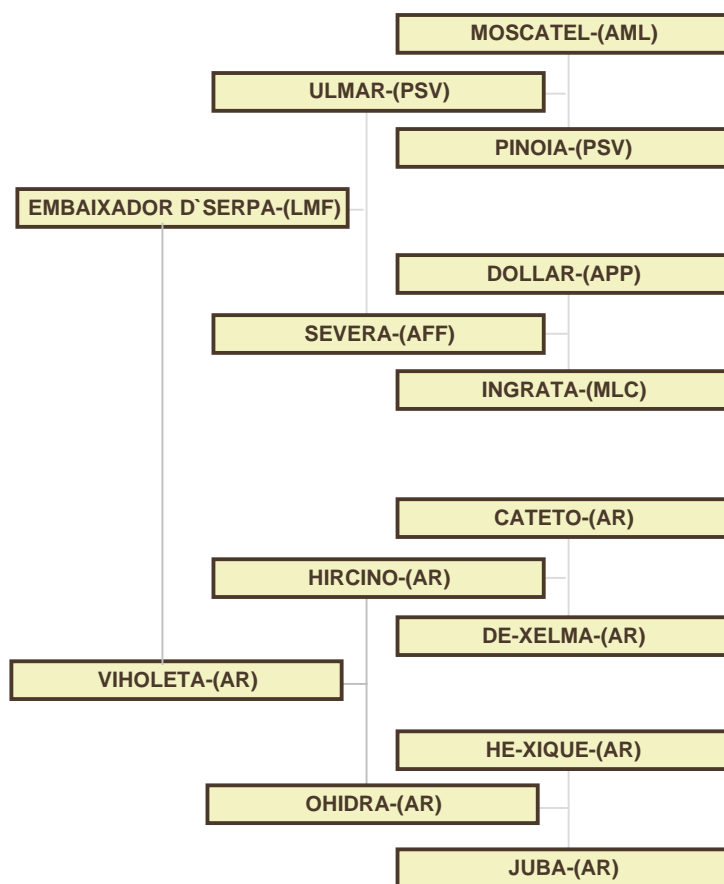 MOSCATEL-(AML)
ULMAR-(PSV)
PINOIA-(PSV)
EMBAIXADOR D`SERPA-(LMF)
DOLLAR-(APP)
SEVERA-(AFF)
INGRATA-(MLC)
CATETO-(AR)
HIRCINO-(AR)
DE-XELMA-(AR)
VIHOLETA-(AR)
HE-XIQUE-(AR)
OHIDRA-(AR)
JUBA-(AR)